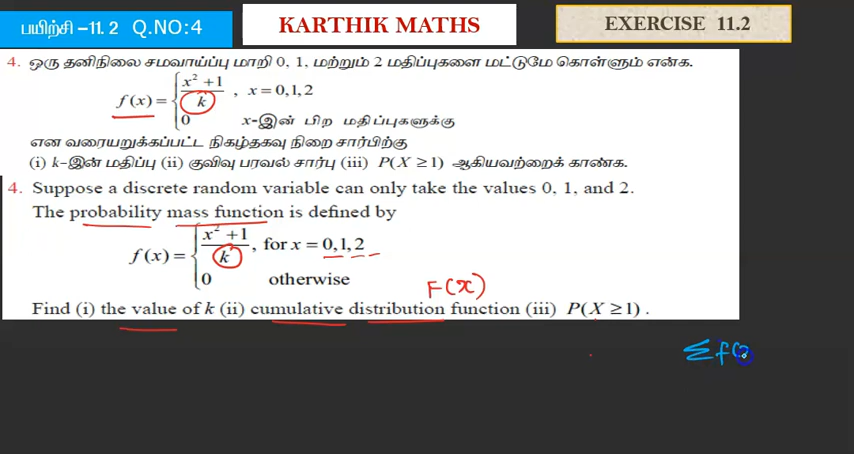 பயிற்சி –11.2 Q.NO:4
KARTHIK MATHS
EXERCISE 11.2
4. ஒரு தனிநிலை சமவாய்ப்பு மாறி 0, 1, மற்றும் 2 மதிப்புகளை மட்டுமே கொள்ளும் என்க.
f(x) = { (x² + 1)/k , x = 0,1,2
0 x-இன் பிற மதிப்புகளுக்கு
என வரையறுக்கப்பட்ட நிகழ்தகவு நிறை சார்பிற்கு
(i) k-இன் மதிப்பு (ii) குவிவு பரவல் சார்பு (iii) P(X ≥ 1) ஆகியவற்றைக் காண்க.
4. Suppose a discrete random variable can only take the values 0, 1, and 2.
The probability mass function is defined by
f(x) = { (x² + 1)/k , for x = 0,1,2
0 otherwise
F(x)
Find (i) the value of k (ii) cumulative distribution function (iii) P(X ≥ 1) .
Σ f(